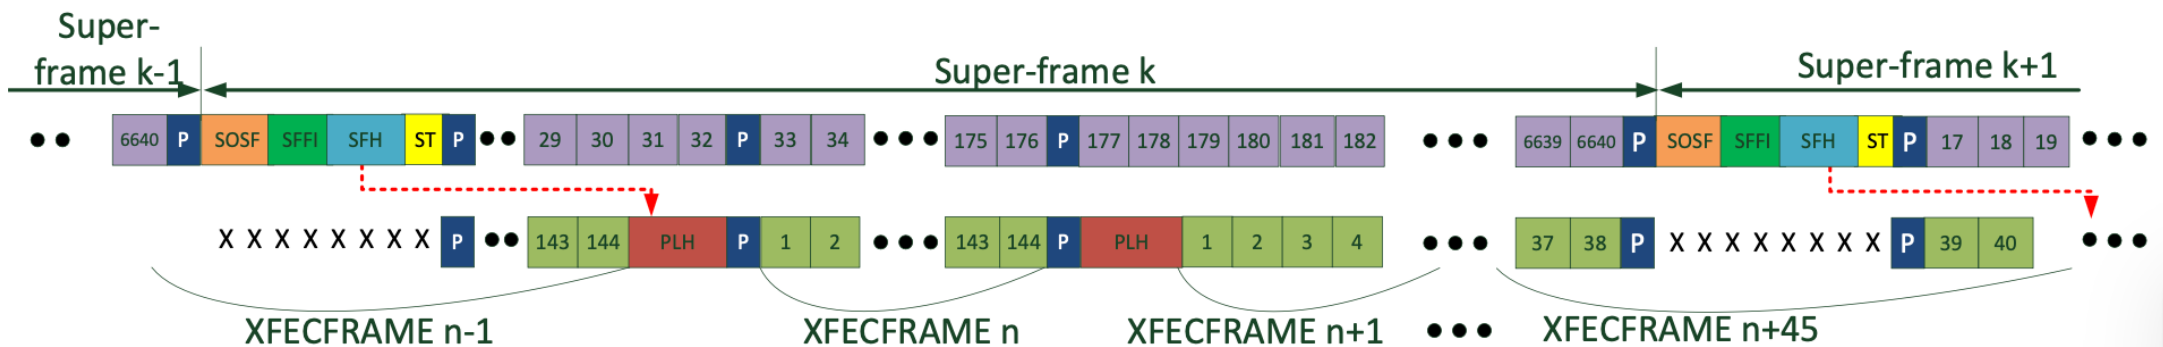 Super-
frame k-1
Super-frame k
Super-frame k+1
6640 P SOSF SFFI SFH ST P 29 30 31 32 P 33 34 175 176 P 177 178 179 180 181 182 6639 6640 P SOSF SFFI SFH ST P 17 18 19
X X X X X X X X P 143 144 PLH P 1 2 143 144 P PLH 1 2 3 4 37 38 P X X X X X X X X P 39 40
XFECFRAME n-1 XFECFRAME n XFECFRAME n+1 XFECFRAME n+45